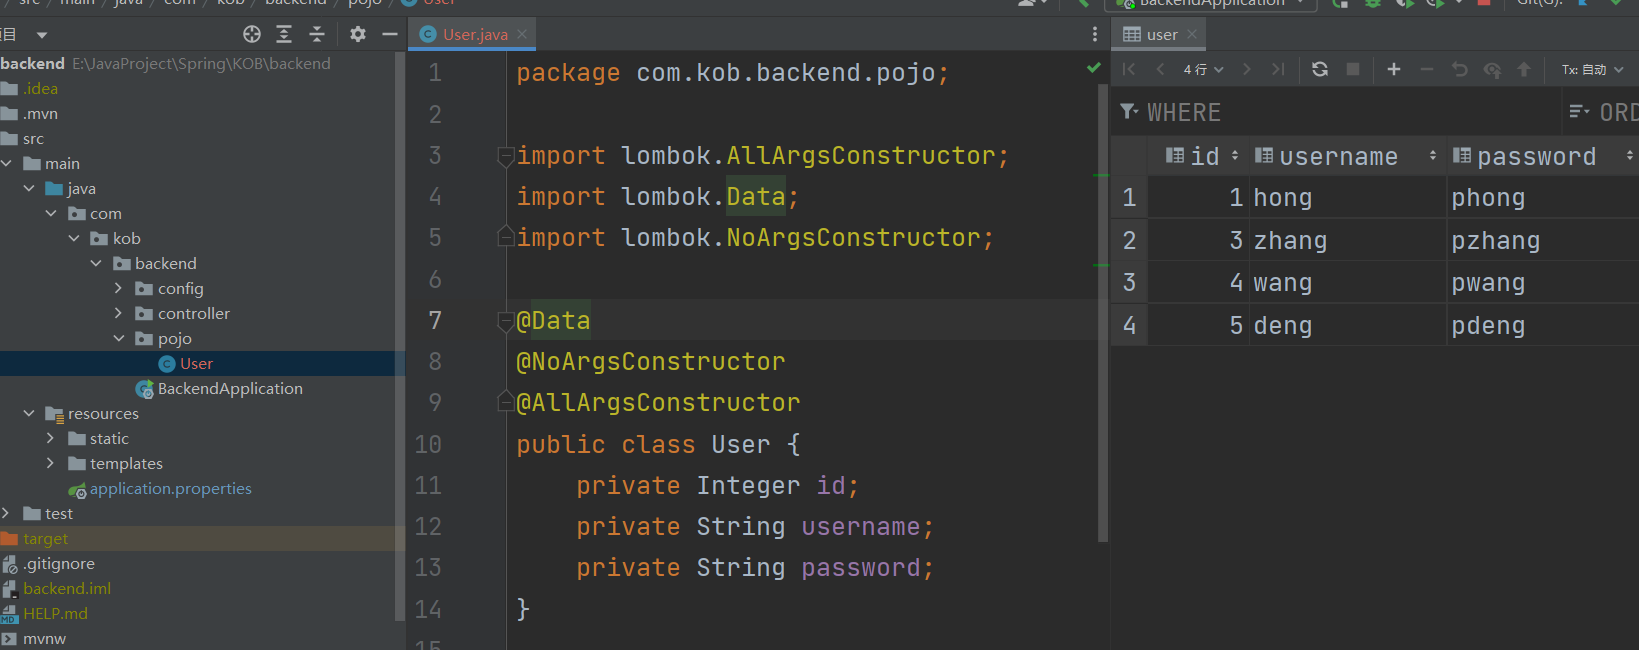 src / main / java / com / kob / backend / pojo / User
BackendApplication
Git(G):
项目
backend E:\JavaProject\Spring\KOB\backend
.idea
.mvn
src
main
java
com
kob
backend
config
controller
pojo
User
BackendApplication
resources
static
templates
application.properties
test
target
.gitignore
backend.iml
HELP.md
mvnw
User.java
1 package com.kob.backend.pojo;
2
3 import lombok.AllArgsConstructor;
4 import lombok.Data;
5 import lombok.NoArgsConstructor;
6
7 @Data
8 @NoArgsConstructor
9 @AllArgsConstructor
10 public class User {
11 private Integer id;
12 private String username;
13 private String password;
14 }
15
user
4 行
Tx: 自动
WHERE
ORD
id username password
1 1 hong phong
2 3 zhang pzhang
3 4 wang pwang
4 5 deng pdeng